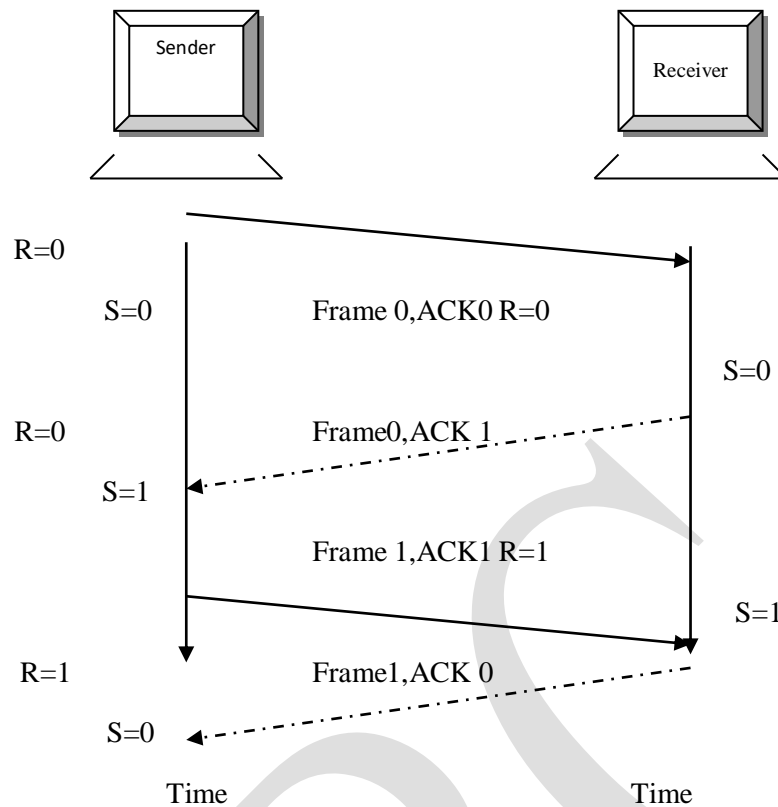 Sender
Receiver
R=0
S=0
Frame 0,ACK0 R=0
S=0
R=0
Frame0,ACK 1
S=1
Frame 1,ACK1 R=1
S=1
R=1
Frame1,ACK 0
S=0
Time
Time